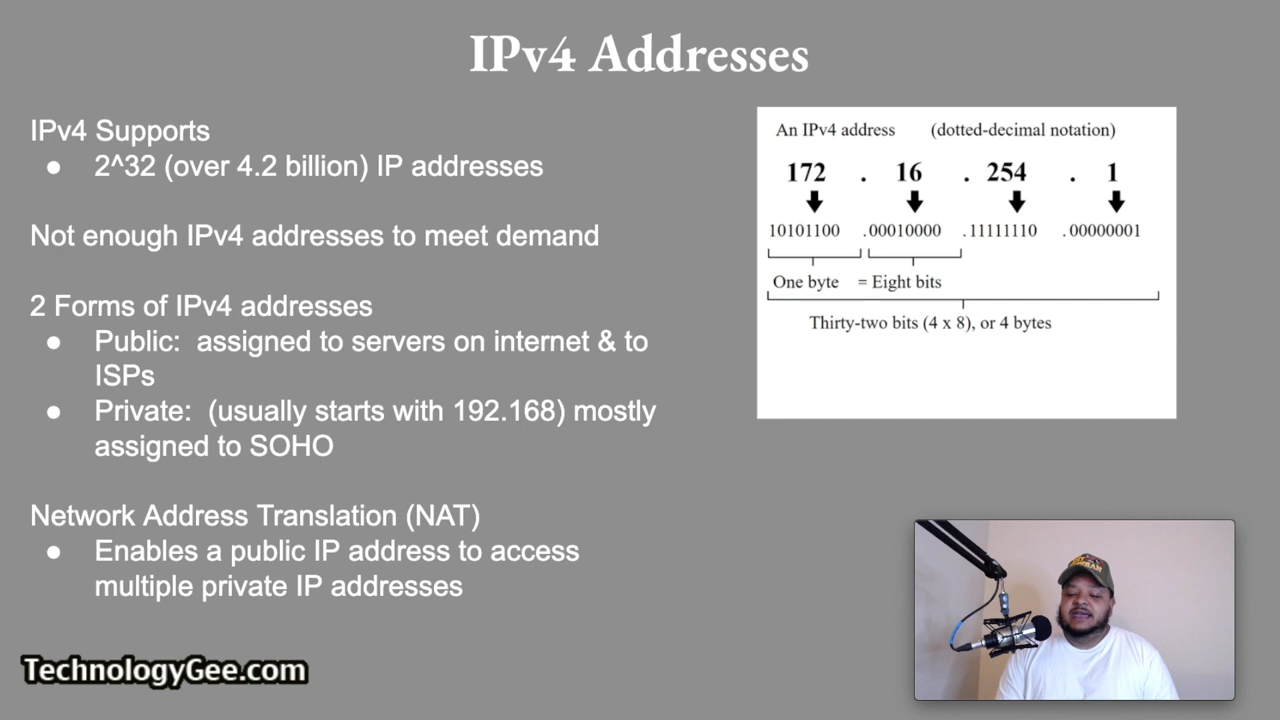 IPv4 Addresses
IPv4 Supports
● 2^32 (over 4.2 billion) IP addresses
Not enough IPv4 addresses to meet demand
2 Forms of IPv4 addresses
● Public: assigned to servers on internet & to
ISPs
● Private: (usually starts with 192.168) mostly
assigned to SOHO
Network Address Translation (NAT)
● Enables a public IP address to access
multiple private IP addresses
An IPv4 address (dotted-decimal notation)
172 . 16 . 254 . 1
10101100 .00010000 .11111110 .00000001
One byte = Eight bits
Thirty-two bits (4 x 8), or 4 bytes
TechnologyGee.com